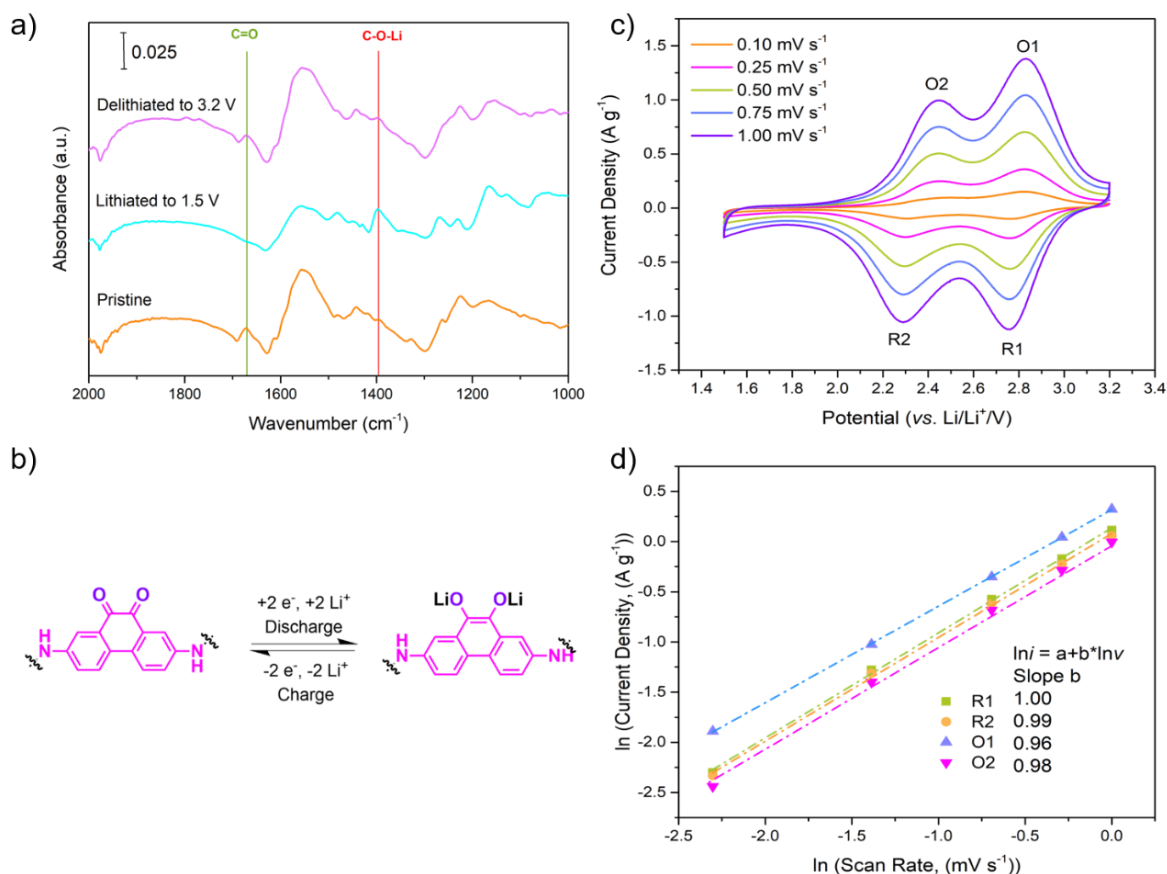 a)
0.025
C=O
C-O-Li
Delithiated to 3.2 V
Lithiated to 1.5 V
Pristine
Absorbance (a.u.)
2000 1800 1600 1400 1200 1000
Wavenumber (cm⁻¹)
b)
O O
H
N
N
H
+2 e⁻, +2 Li⁺
Discharge
-2 e⁻, -2 Li⁺
Charge
LiO OLi
H
N
NH
c)
0.10 mV s⁻¹
0.25 mV s⁻¹
0.50 mV s⁻¹
0.75 mV s⁻¹
1.00 mV s⁻¹
O1
O2
R2
R1
Current Density (A g⁻¹)
1.5
1.0
0.5
0.0
-0.5
-1.0
-1.5
1.4 1.6 1.8 2.0 2.2 2.4 2.6 2.8 3.0 3.2 3.4
Potential (vs. Li/Li⁺/V)
d)
ln (Current Density, (A g⁻¹))
0.5
0.0
-0.5
-1.0
-1.5
-2.0
-2.5
lni = a+b*lnv
Slope b
R1 1.00
R2 0.99
O1 0.96
O2 0.98
-2.5 -2.0 -1.5 -1.0 -0.5 0.0
ln (Scan Rate, (mV s⁻¹))